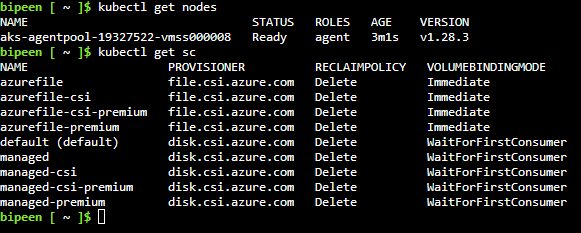 bipeen [ ~ ]$ kubectl get nodes
NAME                                STATUS   ROLES   AGE    VERSION
aks-agentpool-19327522-vmss000008   Ready    agent   3m1s   v1.28.3
bipeen [ ~ ]$ kubectl get sc
NAME                    PROVISIONER          RECLAIMPOLICY   VOLUMEBINDINGMODE
azurefile               file.csi.azure.com   Delete          Immediate
azurefile-csi           file.csi.azure.com   Delete          Immediate
azurefile-csi-premium   file.csi.azure.com   Delete          Immediate
azurefile-premium       file.csi.azure.com   Delete          Immediate
default (default)       disk.csi.azure.com   Delete          WaitForFirstConsumer
managed                 disk.csi.azure.com   Delete          WaitForFirstConsumer
managed-csi             disk.csi.azure.com   Delete          WaitForFirstConsumer
managed-csi-premium     disk.csi.azure.com   Delete          WaitForFirstConsumer
managed-premium         disk.csi.azure.com   Delete          WaitForFirstConsumer
bipeen [ ~ ]$